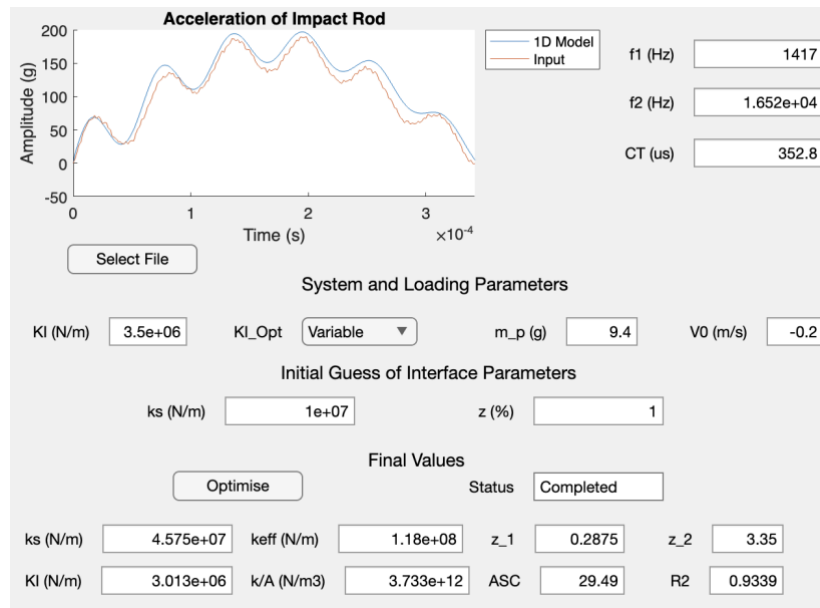 Acceleration of Impact Rod
200
150
100
50
0
-50
Amplitude (g)
0 1 2 3
Time (s) ×10-4
1D Model
Input
f1 (Hz) 1417
f2 (Hz) 1.652e+04
CT (us) 352.8
Select File
System and Loading Parameters
KI (N/m) 3.5e+06 KI_Opt Variable m_p (g) 9.4 V0 (m/s) -0.2
Initial Guess of Interface Parameters
ks (N/m) 1e+07 z (%) 1
Final Values
Optimise Status Completed
ks (N/m) 4.575e+07 keff (N/m) 1.18e+08 z_1 0.2875 z_2 3.35
KI (N/m) 3.013e+06 k/A (N/m3) 3.733e+12 ASC 29.49 R2 0.9339